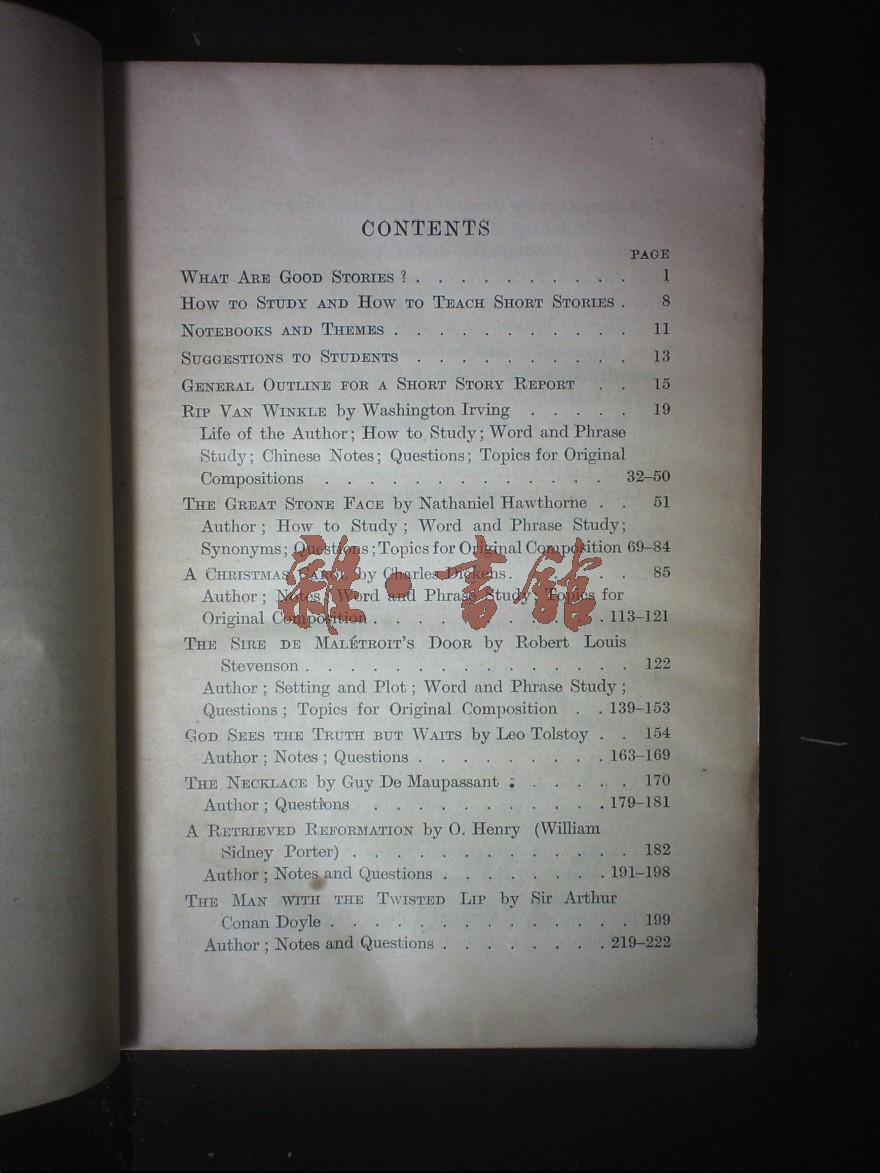 CONTENTS
PAGE
WHAT ARE GOOD STORIES ? . . . . . . . . . . 1
HOW TO STUDY AND HOW TO TEACH SHORT STORIES . 8
NOTEBOOKS AND THEMES . . . . . . . . . . . 11
SUGGESTIONS TO STUDENTS . . . . . . . . . . 13
GENERAL OUTLINE FOR A SHORT STORY REPORT . . 15
RIP VAN WINKLE by Washington Irving . . . . . 19
Life of the Author; How to Study; Word and Phrase
Study; Chinese Notes; Questions; Topics for Original
Compositions . . . . . . . . . . . . . . 32–50
THE GREAT STONE FACE by Nathaniel Hawthorne . . 51
Author ; How to Study ; Word and Phrase Study;
Synonyms; Questions ; Topics for Original Composition 69–84
A CHRISTMAS CAROL by Charles Dickens . . . . . . 85
Author ; Notes; Word and Phrase Study; Topics for
Original Composition . . . . . . . . . . . 113–121
雜·書館
THE SIRE DE MALÉTROIT'S DOOR by Robert Louis
Stevenson . . . . . . . . . . . . . . . 122
Author ; Setting and Plot ; Word and Phrase Study ;
Questions ; Topics for Original Composition . . 139–153
GOD SEES THE TRUTH BUT WAITS by Leo Tolstoy . . 154
Author ; Notes ; Questions . . . . . . . . . 163–169
THE NECKLACE by Guy De Maupassant . . . . . . 170
Author ; Questions . . . . . . . . . . . 179–181
A RETRIEVED REFORMATION by O. Henry (William
Sidney Porter) . . . . . . . . . . . . . 182
Author ; Notes and Questions . . . . . . . . 191–198
THE MAN WITH THE TWISTED LIP by Sir Arthur
Conan Doyle . . . . . . . . . . . . . . 199
Author ; Notes and Questions . . . . . . . . 219–222